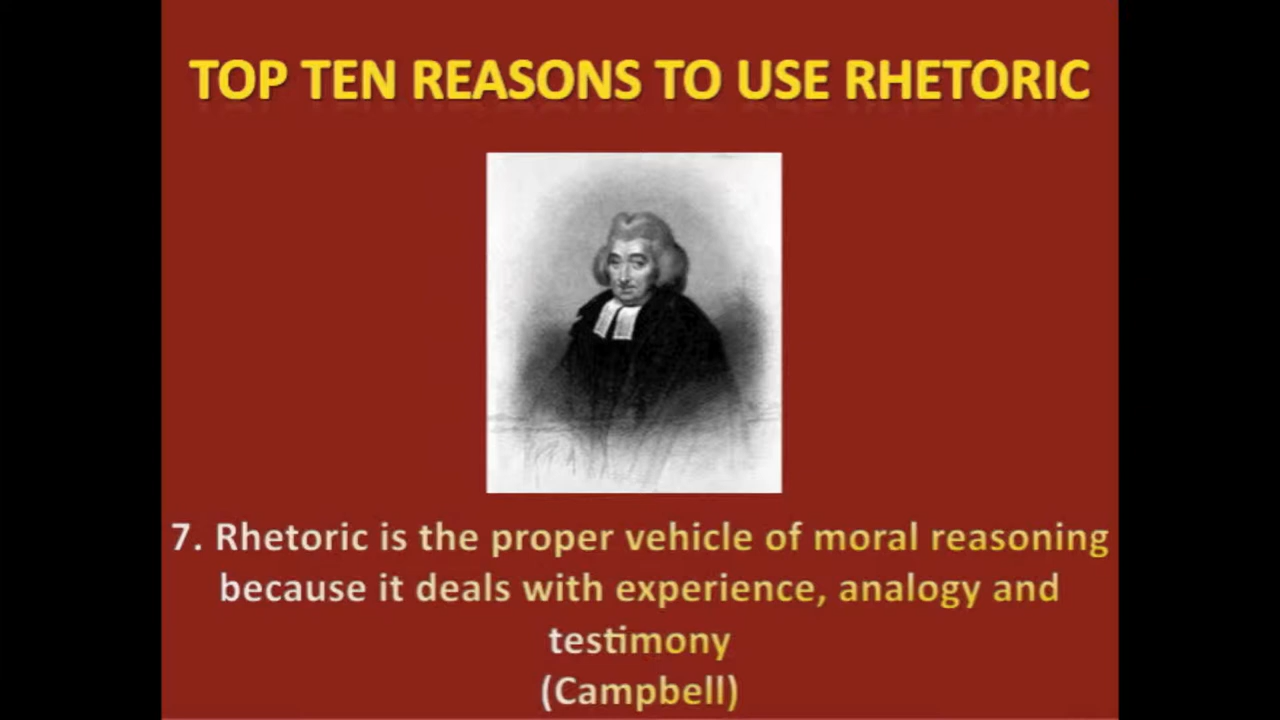 TOP TEN REASONS TO USE RHETORIC
7. Rhetoric is the proper vehicle of moral reasoning
because it deals with experience, analogy and
testimony
(Campbell)